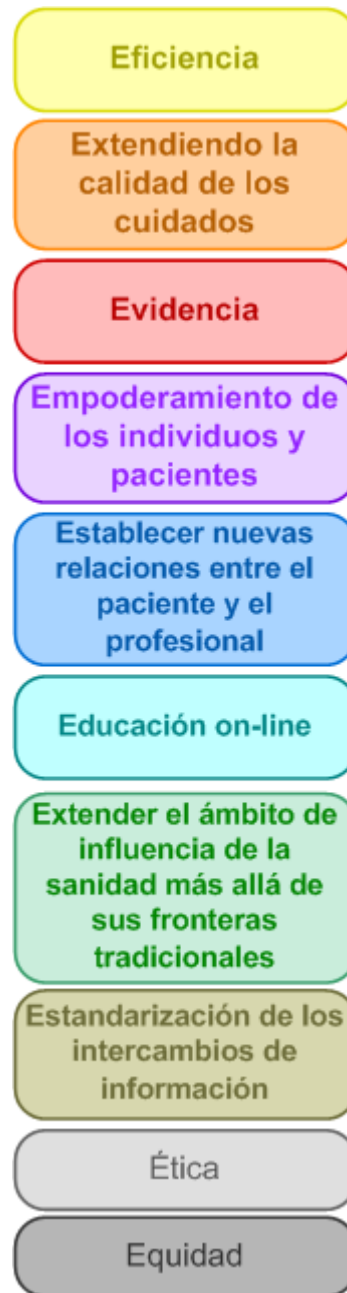 Eficiencia
Extendiendo la
calidad de los
cuidados
Evidencia
Empoderamiento de
los individuos y
pacientes
Establecer nuevas
relaciones entre el
paciente y el
profesional
Educación on-line
Extender el ámbito de
influencia de la
sanidad más allá de
sus fronteras
tradicionales
Estandarización de los
intercambios de
información
Ética
Equidad